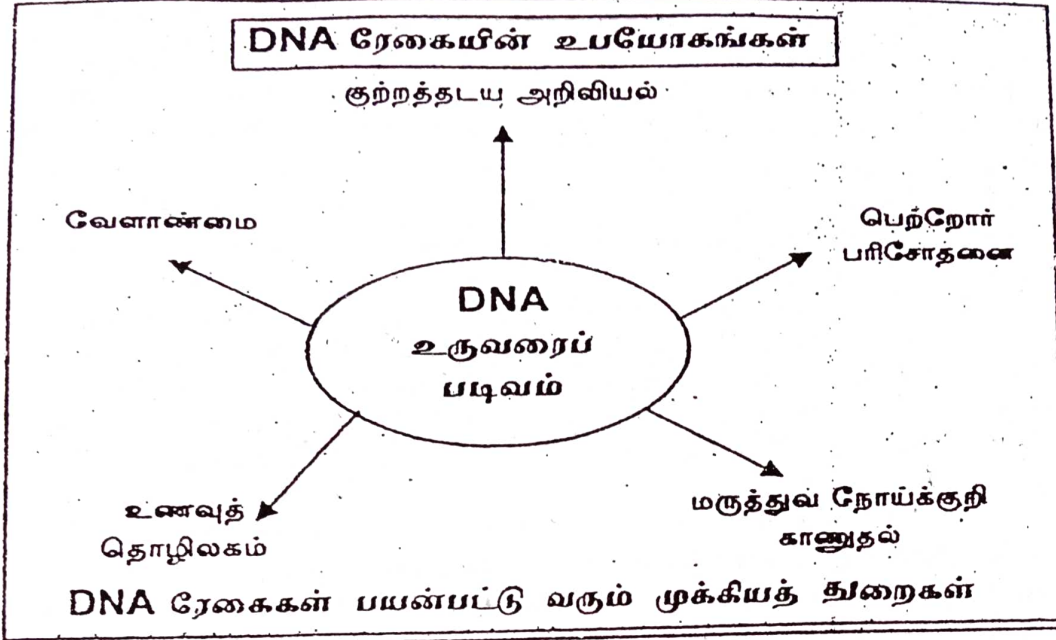 DNA ரேகையின் உபயோகங்கள்
குற்றத்தடய அறிவியல்
வேளாண்மை
பெற்றோர்
பரிசோதனை
DNA
உருவரைப்
படிவம்
உணவுத்
தொழிலகம்
மருத்துவ நோய்க்குறி
காணுதல்
DNA ரேகைகள் பயன்பட்டு வரும் முக்கியத் துறைகள்